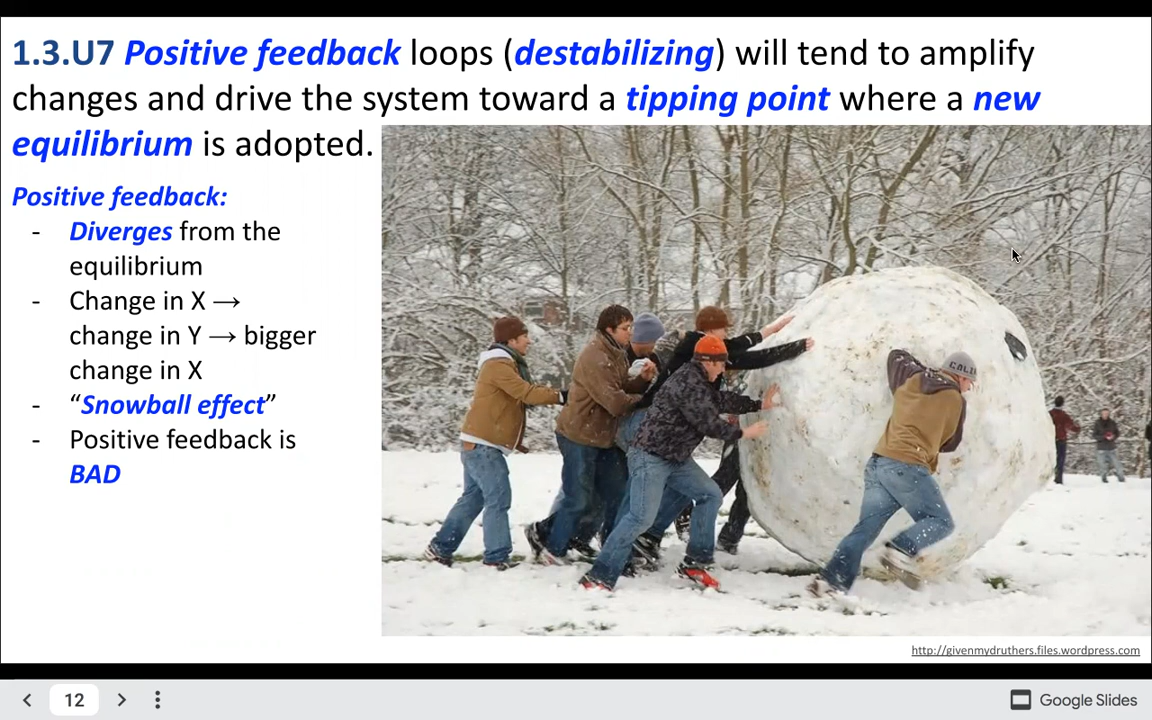 1.3.U7 Positive feedback loops (destabilizing) will tend to amplify
changes and drive the system toward a tipping point where a new
equilibrium is adopted.
Positive feedback:
- Diverges from the
equilibrium
- Change in X →
change in Y → bigger
change in X
- “Snowball effect”
- Positive feedback is
BAD
CALI
http://givenmydruthers.files.wordpress.com
12
Google Slides